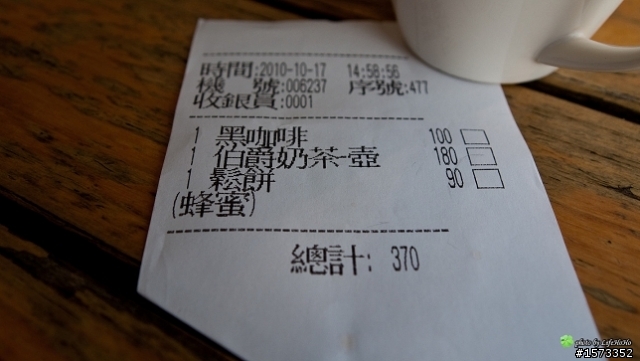 時間:2010-10-17 14:58:56
機 號:006237 序號:477
收銀員:0001
1 黑咖啡 100
1 伯爵奶茶-壺 180
1 鬆餅 90
(蜂蜜)
總計: 370
photo by LifeHoHo
#1573352